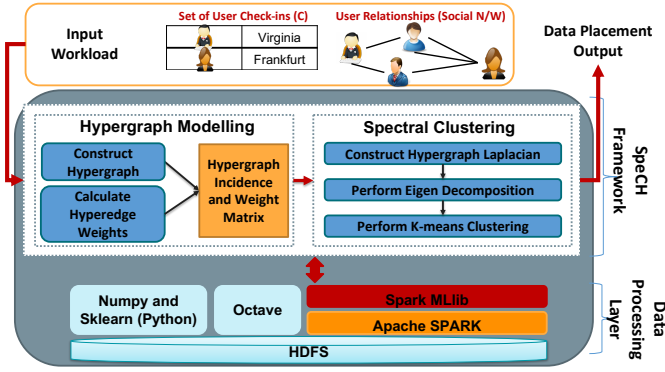 Set of User Check-ins (C)
User Relationships (Social N/W)
Input
Workload
Virginia
Frankfurt
Data Placement
Output
Hypergraph Modelling
Construct
Hypergraph
Calculate
Hyperedge
Weights
Hypergraph
Incidence
and Weight
Matrix
Spectral Clustering
Construct Hypergraph Laplacian
Perform Eigen Decomposition
Perform K-means Clustering
SpeCH
Framework
Numpy and
Sklearn (Python)
Octave
Spark MLlib
Apache SPARK
HDFS
Data
Processing
Layer